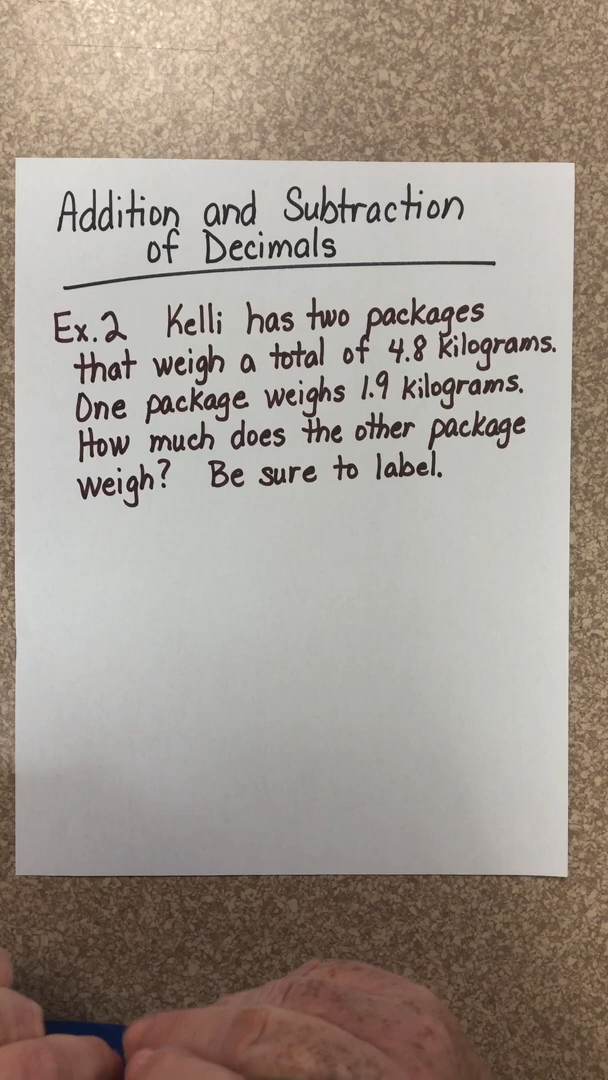 Addition and Subtraction
of Decimals
Ex. 2 Kelli has two packages
that weigh a total of 4.8 kilograms.
One package weighs 1.9 kilograms.
How much does the other package
weigh? Be sure to label.